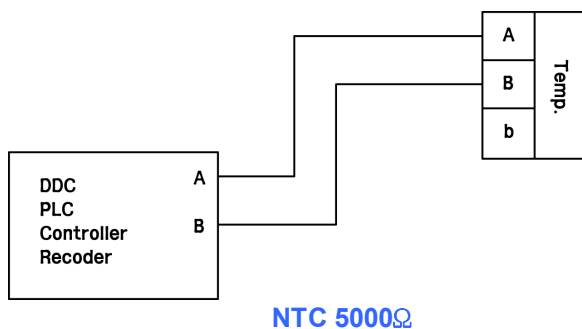 A
B
b
Temp.
DDC
PLC
Controller
Recoder
A
B
NTC 5000Ω